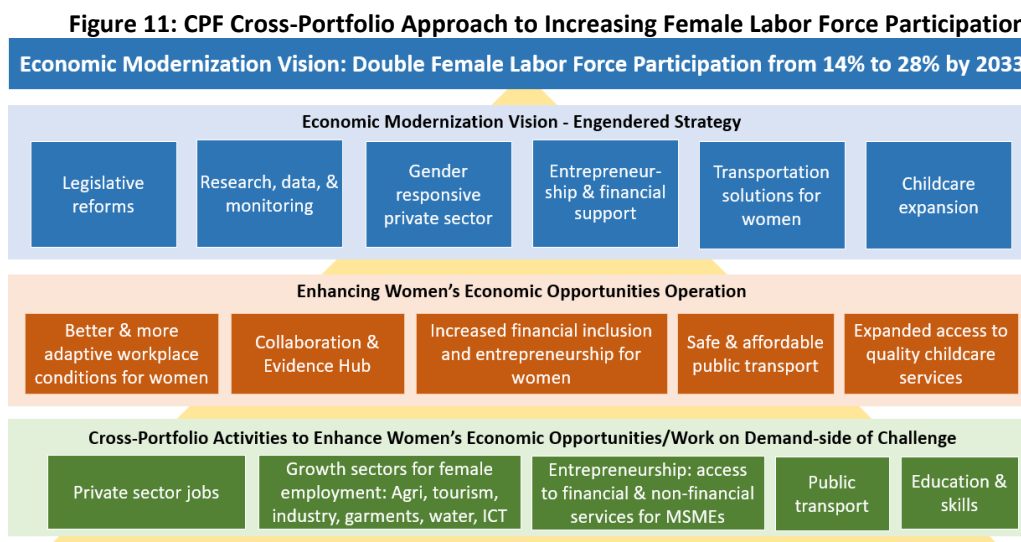 Figure 11: CPF Cross-Portfolio Approach to Increasing Female Labor Force Participation
Economic Modernization Vision: Double Female Labor Force Participation from 14% to 28% by 2033
Economic Modernization Vision - Engendered Strategy
Legislative
reforms
Research, data, &
monitoring
Gender
responsive
private sector
Entrepreneur-
ship & financial
support
Transportation
solutions for
women
Childcare
expansion
Enhancing Women's Economic Opportunities Operation
Better & more
adaptive workplace
conditions for women
Collaboration &
Evidence Hub
Increased financial inclusion
and entrepreneurship for
women
Safe & affordable
public transport
Expanded access to
quality childcare
services
Cross-Portfolio Activities to Enhance Women's Economic Opportunities/Work on Demand-side of Challenge
Private sector jobs
Growth sectors for female
employment: Agri, tourism,
industry, garments, water, ICT
Entrepreneurship: access
to financial & non-financial
services for MSMEs
Public
transport
Education &
skills